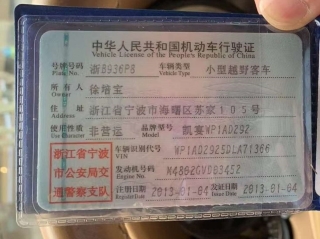 中华人民共和国机动车行驶证
Vehicle License of the People's Republic of China
号牌号码 浙B936P8 车辆类型 小型越野客车
Plate No. Vehicle Type
所有人 徐培宝
Owner
住址 浙江省宁波市海曙区苏家105号
Address
使用性质 非营运 品牌型号 凯宴WP1AD292
Use Character Model
浙江省宁 车辆识别代号 WP1AD2925DLA71366
波市公安局交 VIN
通警察支队 发动机号码
Engine No.
注册日期 2013-01-04 发证日期 2013-01-04
Register Date Issue Date